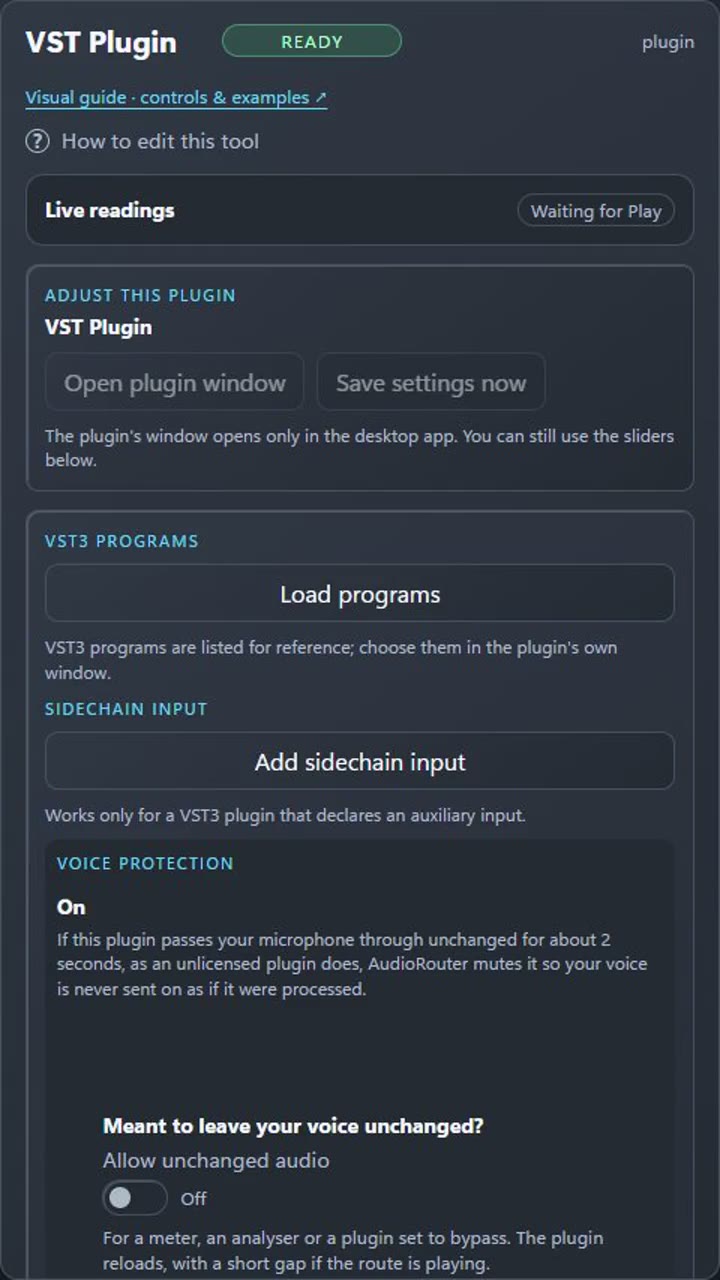 VST Plugin
READY
plugin
Visual guide · controls & examples ↗
? How to edit this tool
Live readings
Waiting for Play
ADJUST THIS PLUGIN
VST Plugin
Open plugin window
Save settings now
The plugin's window opens only in the desktop app. You can still use the sliders
below.
VST3 PROGRAMS
Load programs
VST3 programs are listed for reference; choose them in the plugin's own
window.
SIDECHAIN INPUT
Add sidechain input
Works only for a VST3 plugin that declares an auxiliary input.
VOICE PROTECTION
On
If this plugin passes your microphone through unchanged for about 2
seconds, as an unlicensed plugin does, AudioRouter mutes it so your voice
is never sent on as if it were processed.
Meant to leave your voice unchanged?
Allow unchanged audio
Off
For a meter, an analyser or a plugin set to bypass. The plugin
reloads, with a short gap if the route is playing.